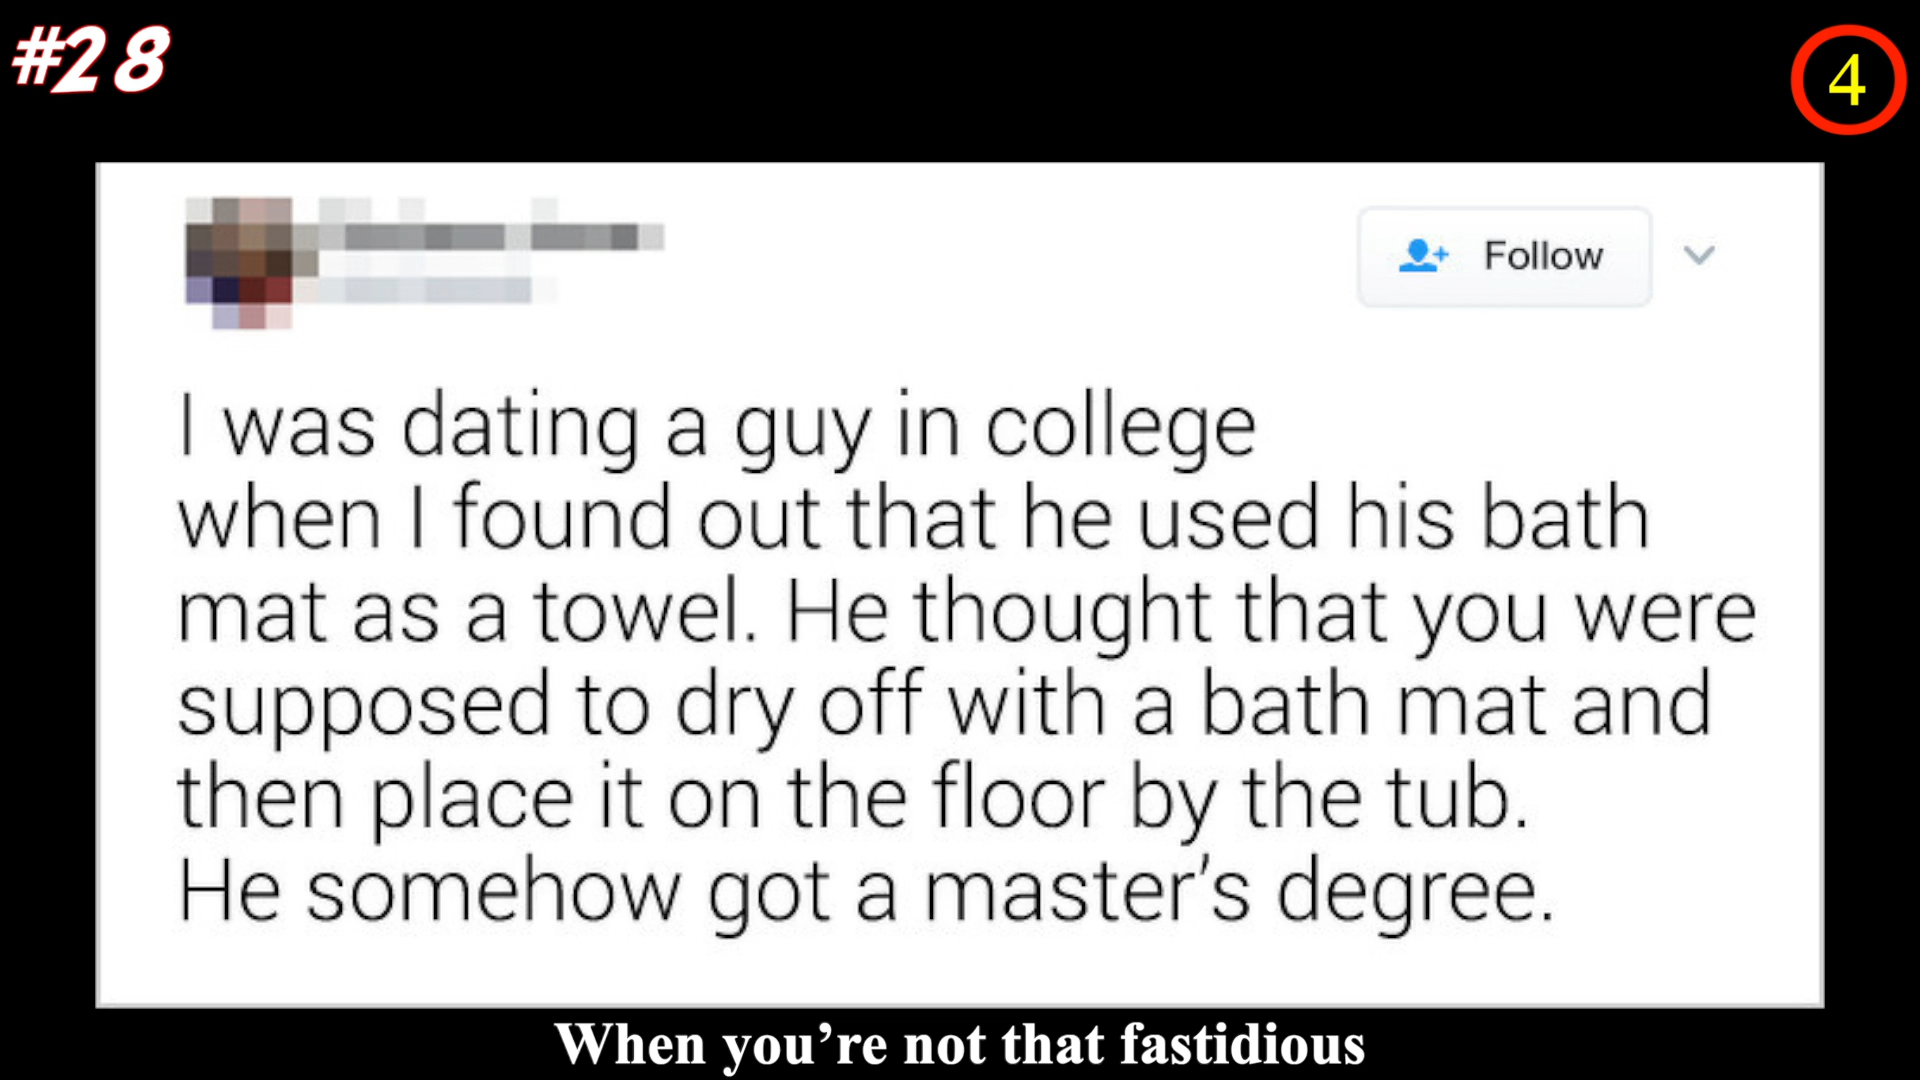 #28
4
Follow
I was dating a guy in college
when I found out that he used his bath
mat as a towel. He thought that you were
supposed to dry off with a bath mat and
then place it on the floor by the tub.
He somehow got a master’s degree.
When you’re not that fastidious